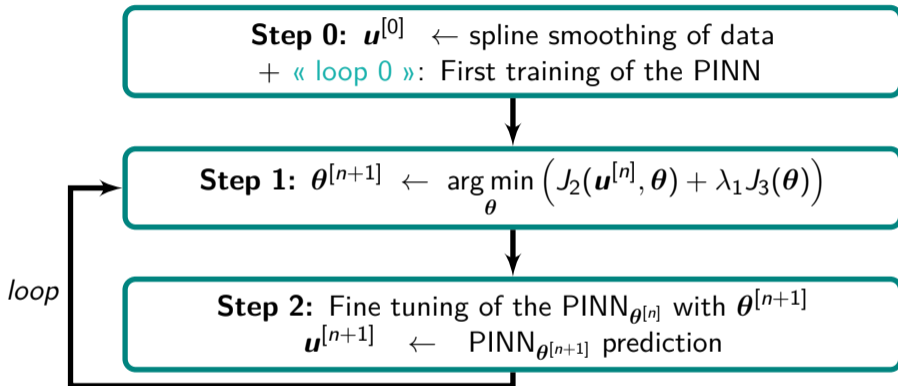 Step 0: u^[0] ← spline smoothing of data
+ « loop 0 »: First training of the PINN
Step 1: θ^[n+1] ← arg min_θ (J_2(u^[n], θ) + λ_1 J_3(θ))
loop
Step 2: Fine tuning of the PINN_θ^[n] with θ^[n+1]
u^[n+1] ← PINN_θ^[n+1] prediction